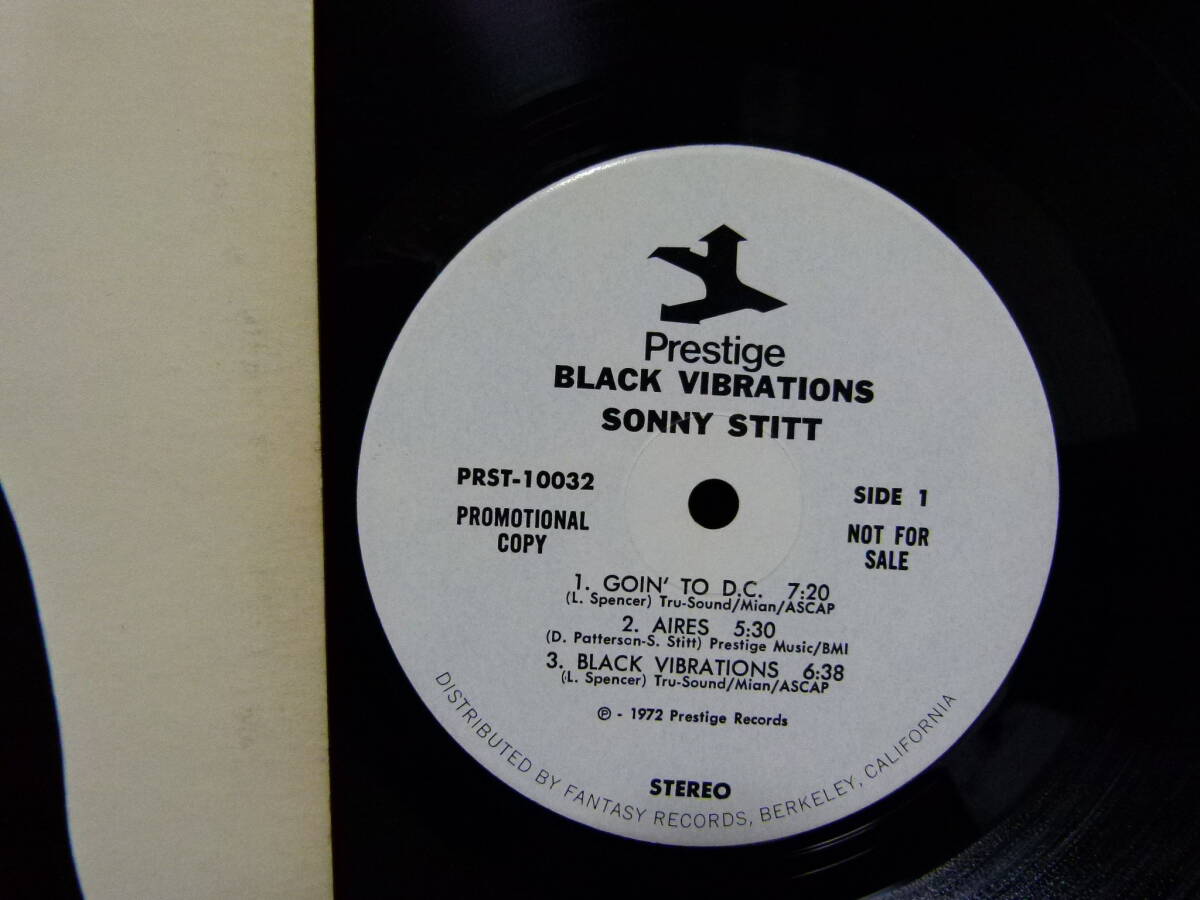 Prestige
BLACK VIBRATIONS
SONNY STITT
PRST-10032
PROMOTIONAL
COPY
SIDE 1
NOT FOR
SALE
1. GOIN' TO D.C. 7:20
(L. Spencer) Tru-Sound/Mian/ASCAP
2. AIRES 5:30
(D. Patterson-S. Stitt) Prestige Music/BMI
3. BLACK VIBRATIONS 6:38
(L. Spencer) Tru-Sound/Mian/ASCAP
℗ - 1972 Prestige Records
STEREO
DISTRIBUTED BY FANTASY RECORDS, BERKELEY, CALIFORNIA